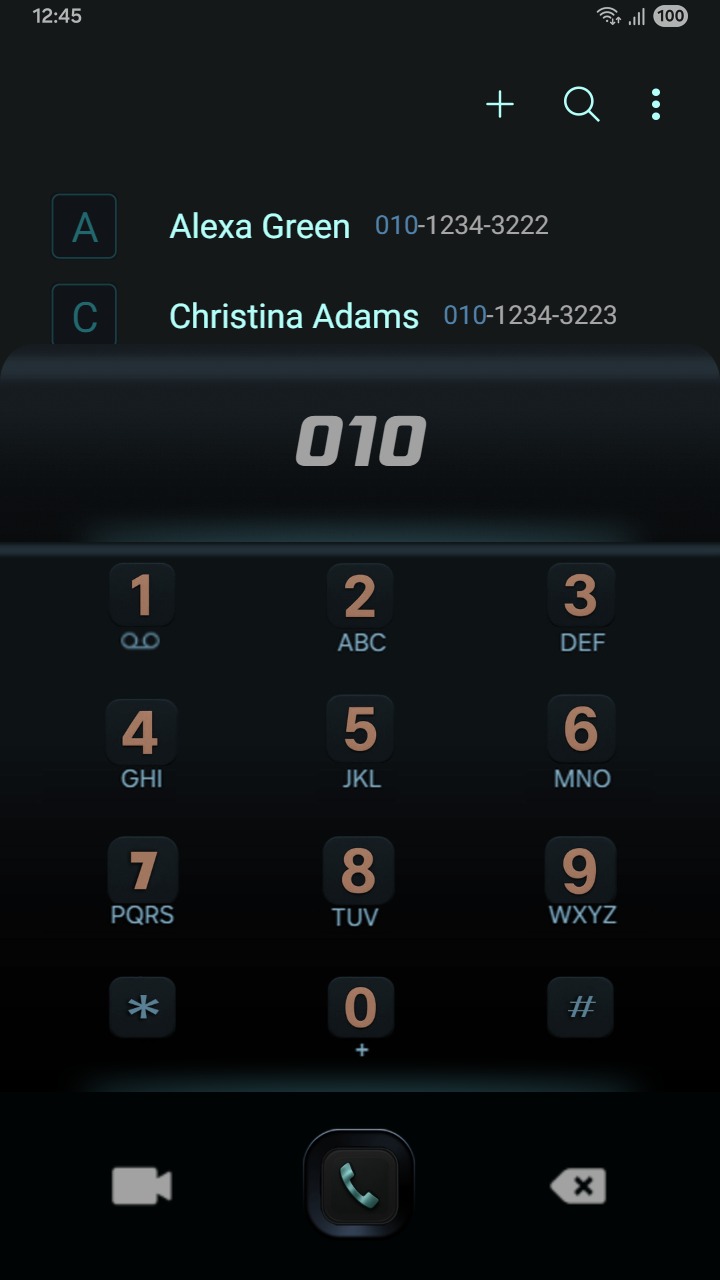 12:45 100
A Alexa Green 010-1234-3222
C Christina Adams 010-1234-3223
010
1 2 3
ABC DEF
4 5 6
GHI JKL MNO
7 8 9
PQRS TUV WXYZ
* 0 #
+